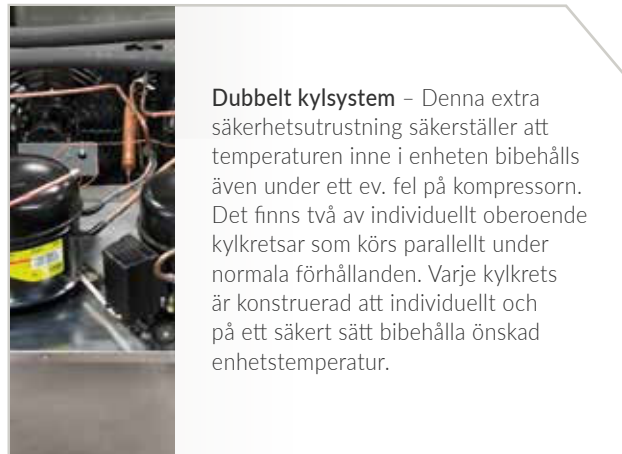 Dubbelt kylsystem – Denna extra
säkerhetsutrustning säkerställer att
temperaturen inne i enheten bibehålls
även under ett ev. fel på kompressorn.
Det finns två av individuellt oberoende
kylkretsar som körs parallellt under
normala förhållanden. Varje kylkrets
är konstruerad att individuellt och
på ett säkert sätt bibehålla önskad
enhetstemperatur.